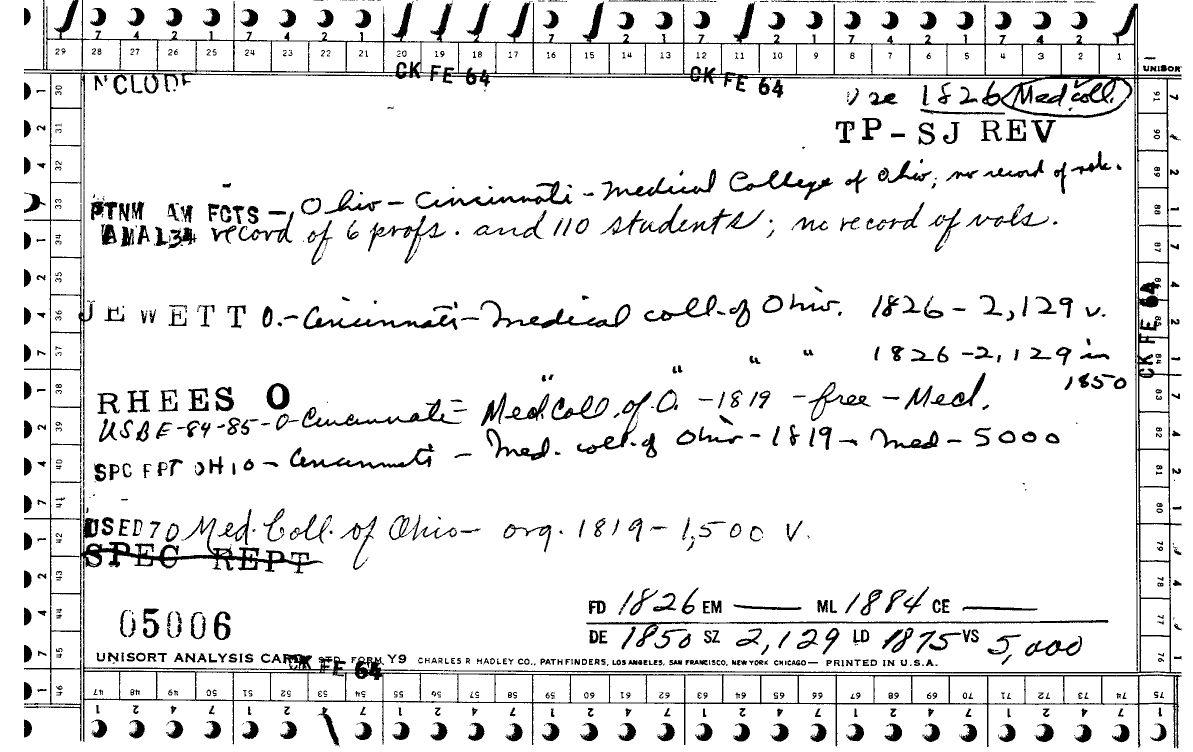 7 4 2 1 7 4 2 1 7 4 2 1 7 4 2 1 7 4 2 1 7 4 2 1 7 4 2 1
29 28 27 26 25 24 23 22 21 20 19 18 17 16 15 14 13 12 11 10 9 8 7 6 5 4 3 2 1
CK FE 64 CK FE 64 UNISORT
INCLUDE Use 1826 Med. Coll.
TP-SJ REV
PTNM AM FCTS - Ohio - Cincinnati - Medical College of Ohio; no record of
AMAL34 record of 6 profs. and 110 students; no record of vols.
JEWETT O. - Cincinnati - Medical coll. of Ohio. 1826 - 2,129 v.
" " " " 1826 - 2,129 in
1850
RHEES O
USBE-84-85-O-Cincinnati - Med. Coll. of O. - 1819 - free - Med.
SPC RPT OHIO - Cincinnati - Med. coll. of Ohio - 1819 - Med - 5000
USED70 Med. Coll. of Ohio - org. 1819 - 1,500 V.
SPEC REPT
05006
FD 1826 EM — ML 1884 CE —
DE 1850 SZ 2,129 LD 1875 VS 5,000
UNISORT ANALYSIS CARD STD. FORM Y9 CHARLES R HADLEY CO., PATHFINDERS, LOS ANGELES, SAN FRANCISCO, NEW YORK CHICAGO — PRINTED IN U.S.A.
CK FE 64
CK FE 64
30 31 32 33 34 35 36 37 38 39 40 41 42 43 44 45 46
91 90 89 88 87 86 85 84 83 82 81 80 79 78 77 76
47 48 49 50 51 52 53 54 55 56 57 58 59 60 61 62 63 64 65 66 67 68 69 70 71 72 73 74 75